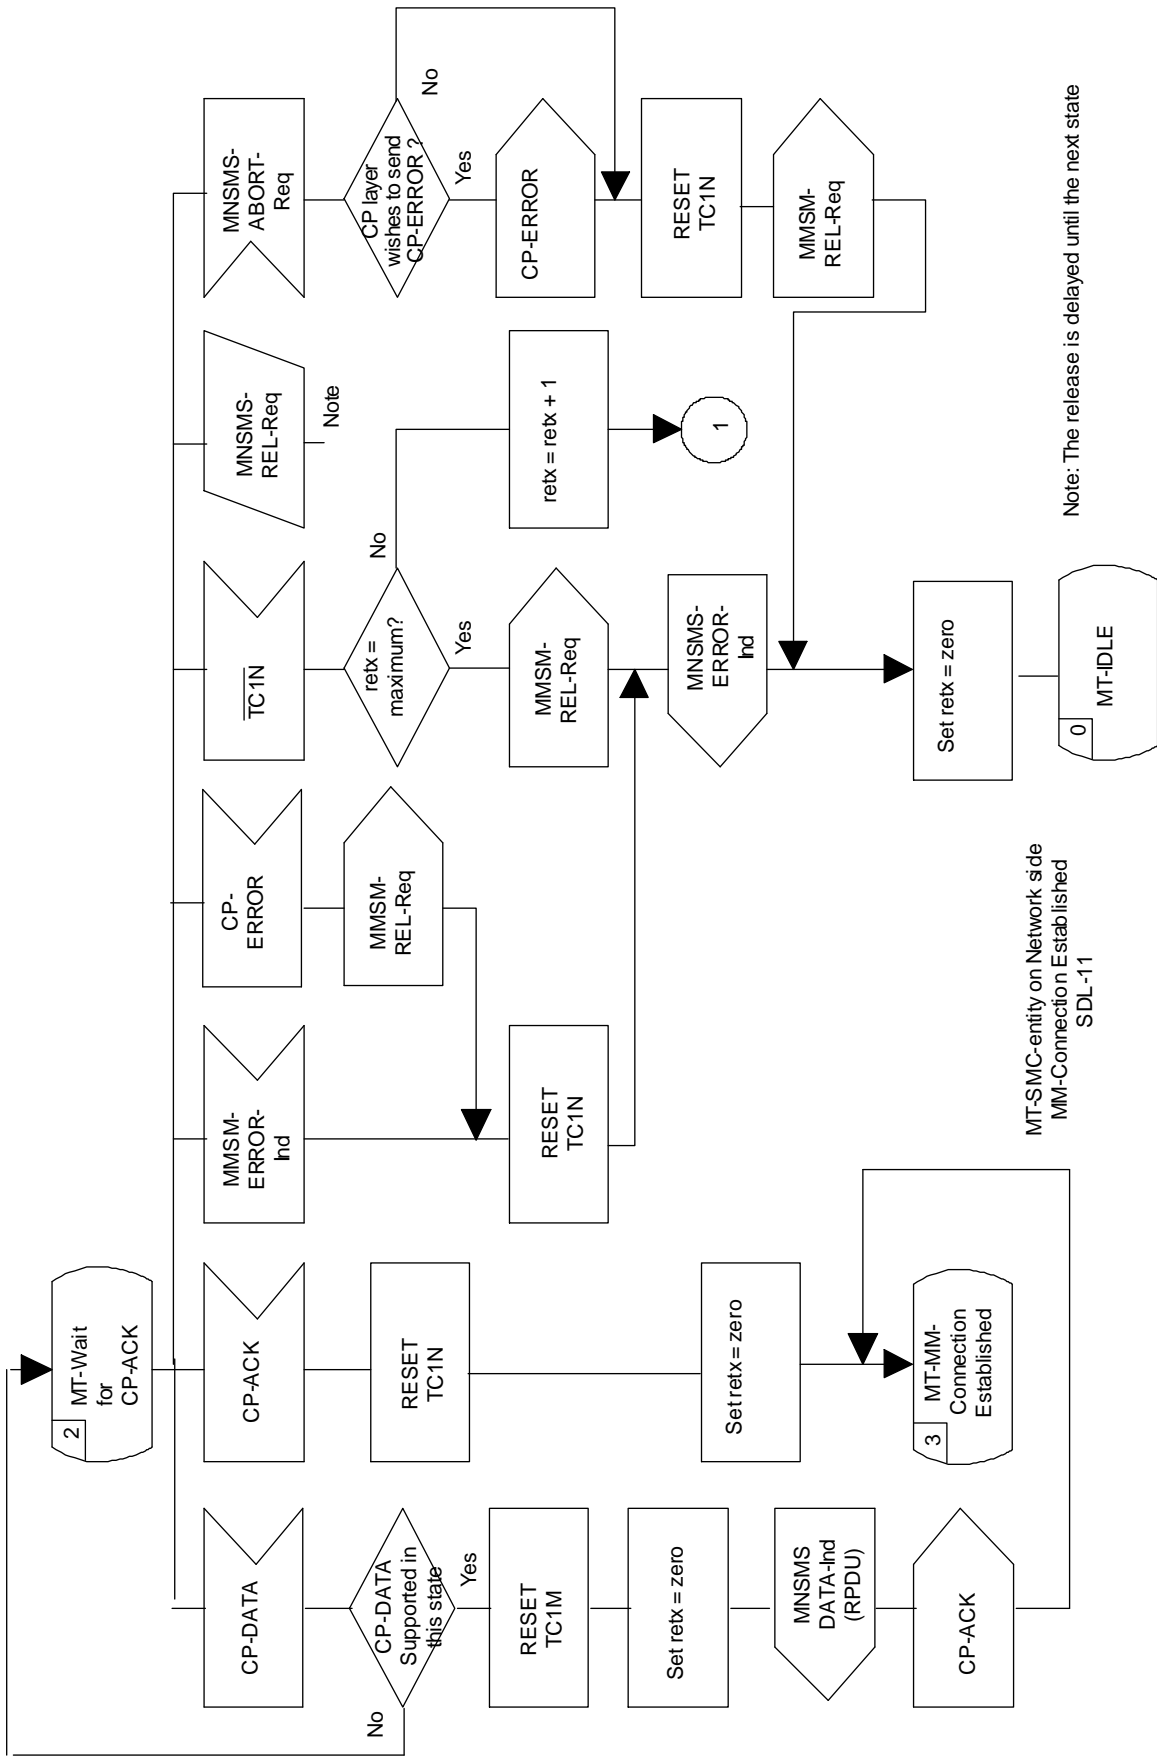 2
MT-Wait
for
CP-ACK
CP-DATA
CP-ACK
MMSM-
ERROR-
Ind
CP-
ERROR
TC1N
MNSMS-
REL-Req
Note
MNSMS-
ABORT-
Req
No
CP-DATA
Supported in
this state
Yes
RESET
TC1M
Set retx = zero
MNSMS
DATA-Ind
(RPDU)
CP-ACK
RESET
TC1N
Set retx = zero
3
MT-MM-
Connection
Established
MMSM-
REL-Req
RESET
TC1N
retx =
maximum?
No
Yes
MMSM-
REL-Req
retx = retx + 1
1
MNSMS-
ERROR-
Ind
CP layer
wishes to send
CP-ERROR ?
No
Yes
CP-ERROR
RESET
TC1N
MMSM-
REL-Req
Set retx = zero
0
MT-IDLE
Note: The release is delayed until the next state
MT-SMC-entity on Network side
MM-Connection Established
SDL-11